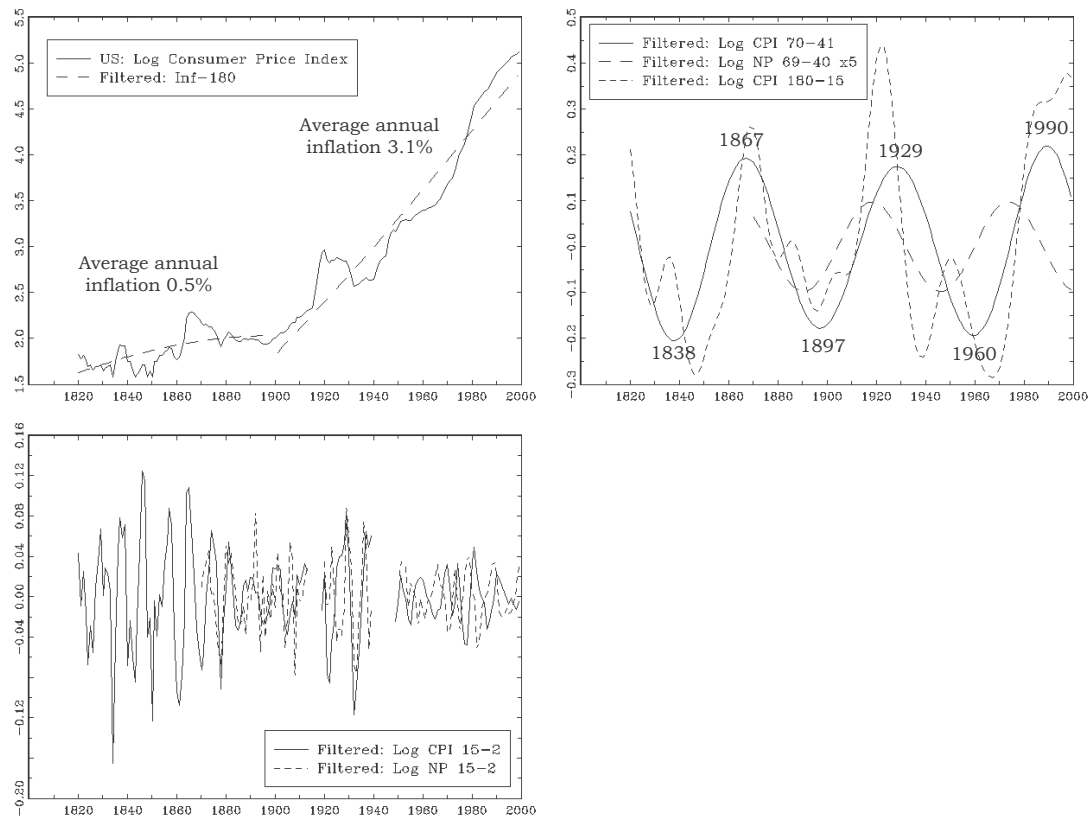 5.5
5.0
4.5
4.0
3.5
3.0
2.5
2.0
1.5
US: Log Consumer Price Index
Filtered: Inf-180
Average annual
inflation 3.1%
Average annual
inflation 0.5%
1820 1840 1860 1880 1900 1920 1940 1960 1980 2000
0.5
0.4
0.3
0.2
0.1
-0.0
-0.1
-0.2
-0.3
Filtered: Log CPI 70-41
Filtered: Log NP 69-40 x5
Filtered: Log CPI 180-15
1867
1929
1990
1838
1897
1960
1820 1840 1860 1880 1900 1920 1940 1960 1980 2000
0.16
0.12
0.08
0.04
0.00
-0.04
-0.12
-0.20
Filtered: Log CPI 15-2
Filtered: Log NP 15-2
1820 1840 1860 1880 1900 1920 1940 1960 1980 2000